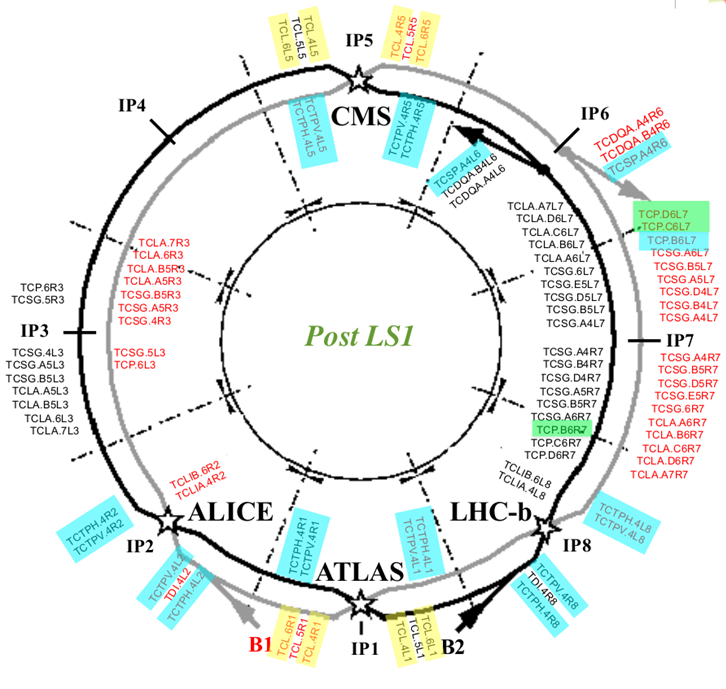 TCL.6L5
TCL.5L5
TCL.4L5
IP5
TCL.4R5
TCL.5R5
TCL.6R5
CMS
TCTPV.4L5
TCTPH.4L5
TCTPV.4R5
TCTPH.4R5
IP4
IP6
TCDQA.A4R6
TCDQA.B4R6
TCSP.A4R6
TCSP.A4L6
TCDQA.B4L6
TCDQA.A4L6
TCP.D6L7
TCP.C6L7
TCP.B6L7
TCSG.A6L7
TCSG.B5L7
TCSG.A5L7
TCSG.D4L7
TCSG.B4L7
TCSG.A4L7
TCLA.A7L7
TCLA.D6L7
TCLA.C6L7
TCLA.B6L7
TCLA.A6L7
TCSG.6L7
TCSG.E5L7
TCSG.D5L7
TCSG.B5L7
TCSG.A4L7
TCLA.7R3
TCLA.6R3
TCLA.B5R3
TCLA.A5R3
TCSG.B5R3
TCSG.A5R3
TCSG.4R3
TCP.6R3
TCSG.5R3
IP3
Post LS1
IP7
TCSG.4L3
TCSG.A5L3
TCSG.B5L3
TCLA.A5L3
TCLA.B5L3
TCLA.6L3
TCLA.7L3
TCSG.5L3
TCP.6L3
TCSG.A4R7
TCSG.B4R7
TCSG.D4R7
TCSG.A5R7
TCSG.B5R7
TCSG.A6R7
TCP.B6R7
TCP.C6R7
TCP.D6R7
TCSG.A4R7
TCSG.B5R7
TCSG.D5R7
TCSG.E5R7
TCSG.6R7
TCLA.A6R7
TCLA.B6R7
TCLA.C6R7
TCLA.D6R7
TCLA.A7R7
TCLIB.6R2
TCLIA.4R2
TCLIB.6L8
TCLIA.4L8
ALICE
LHC-b
TCTPH.4R2
TCTPV.4R2
IP2
TCTPH.4R1
TCTPV.4R1
TCTPH.4L1
TCTPV.4L1
TCTPH.4L8
TCTPV.4L8
IP8
TCTPV.4L2
TDI.4L2
TCTPH.4L2
ATLAS
TCTPV.4R8
TDI.4R8
TCTPH.4R8
B1
TCL.6R1
TCL.5R1
TCL.4R1
IP1
TCL.4L1
TCL.5L1
TCL.6L1
B2